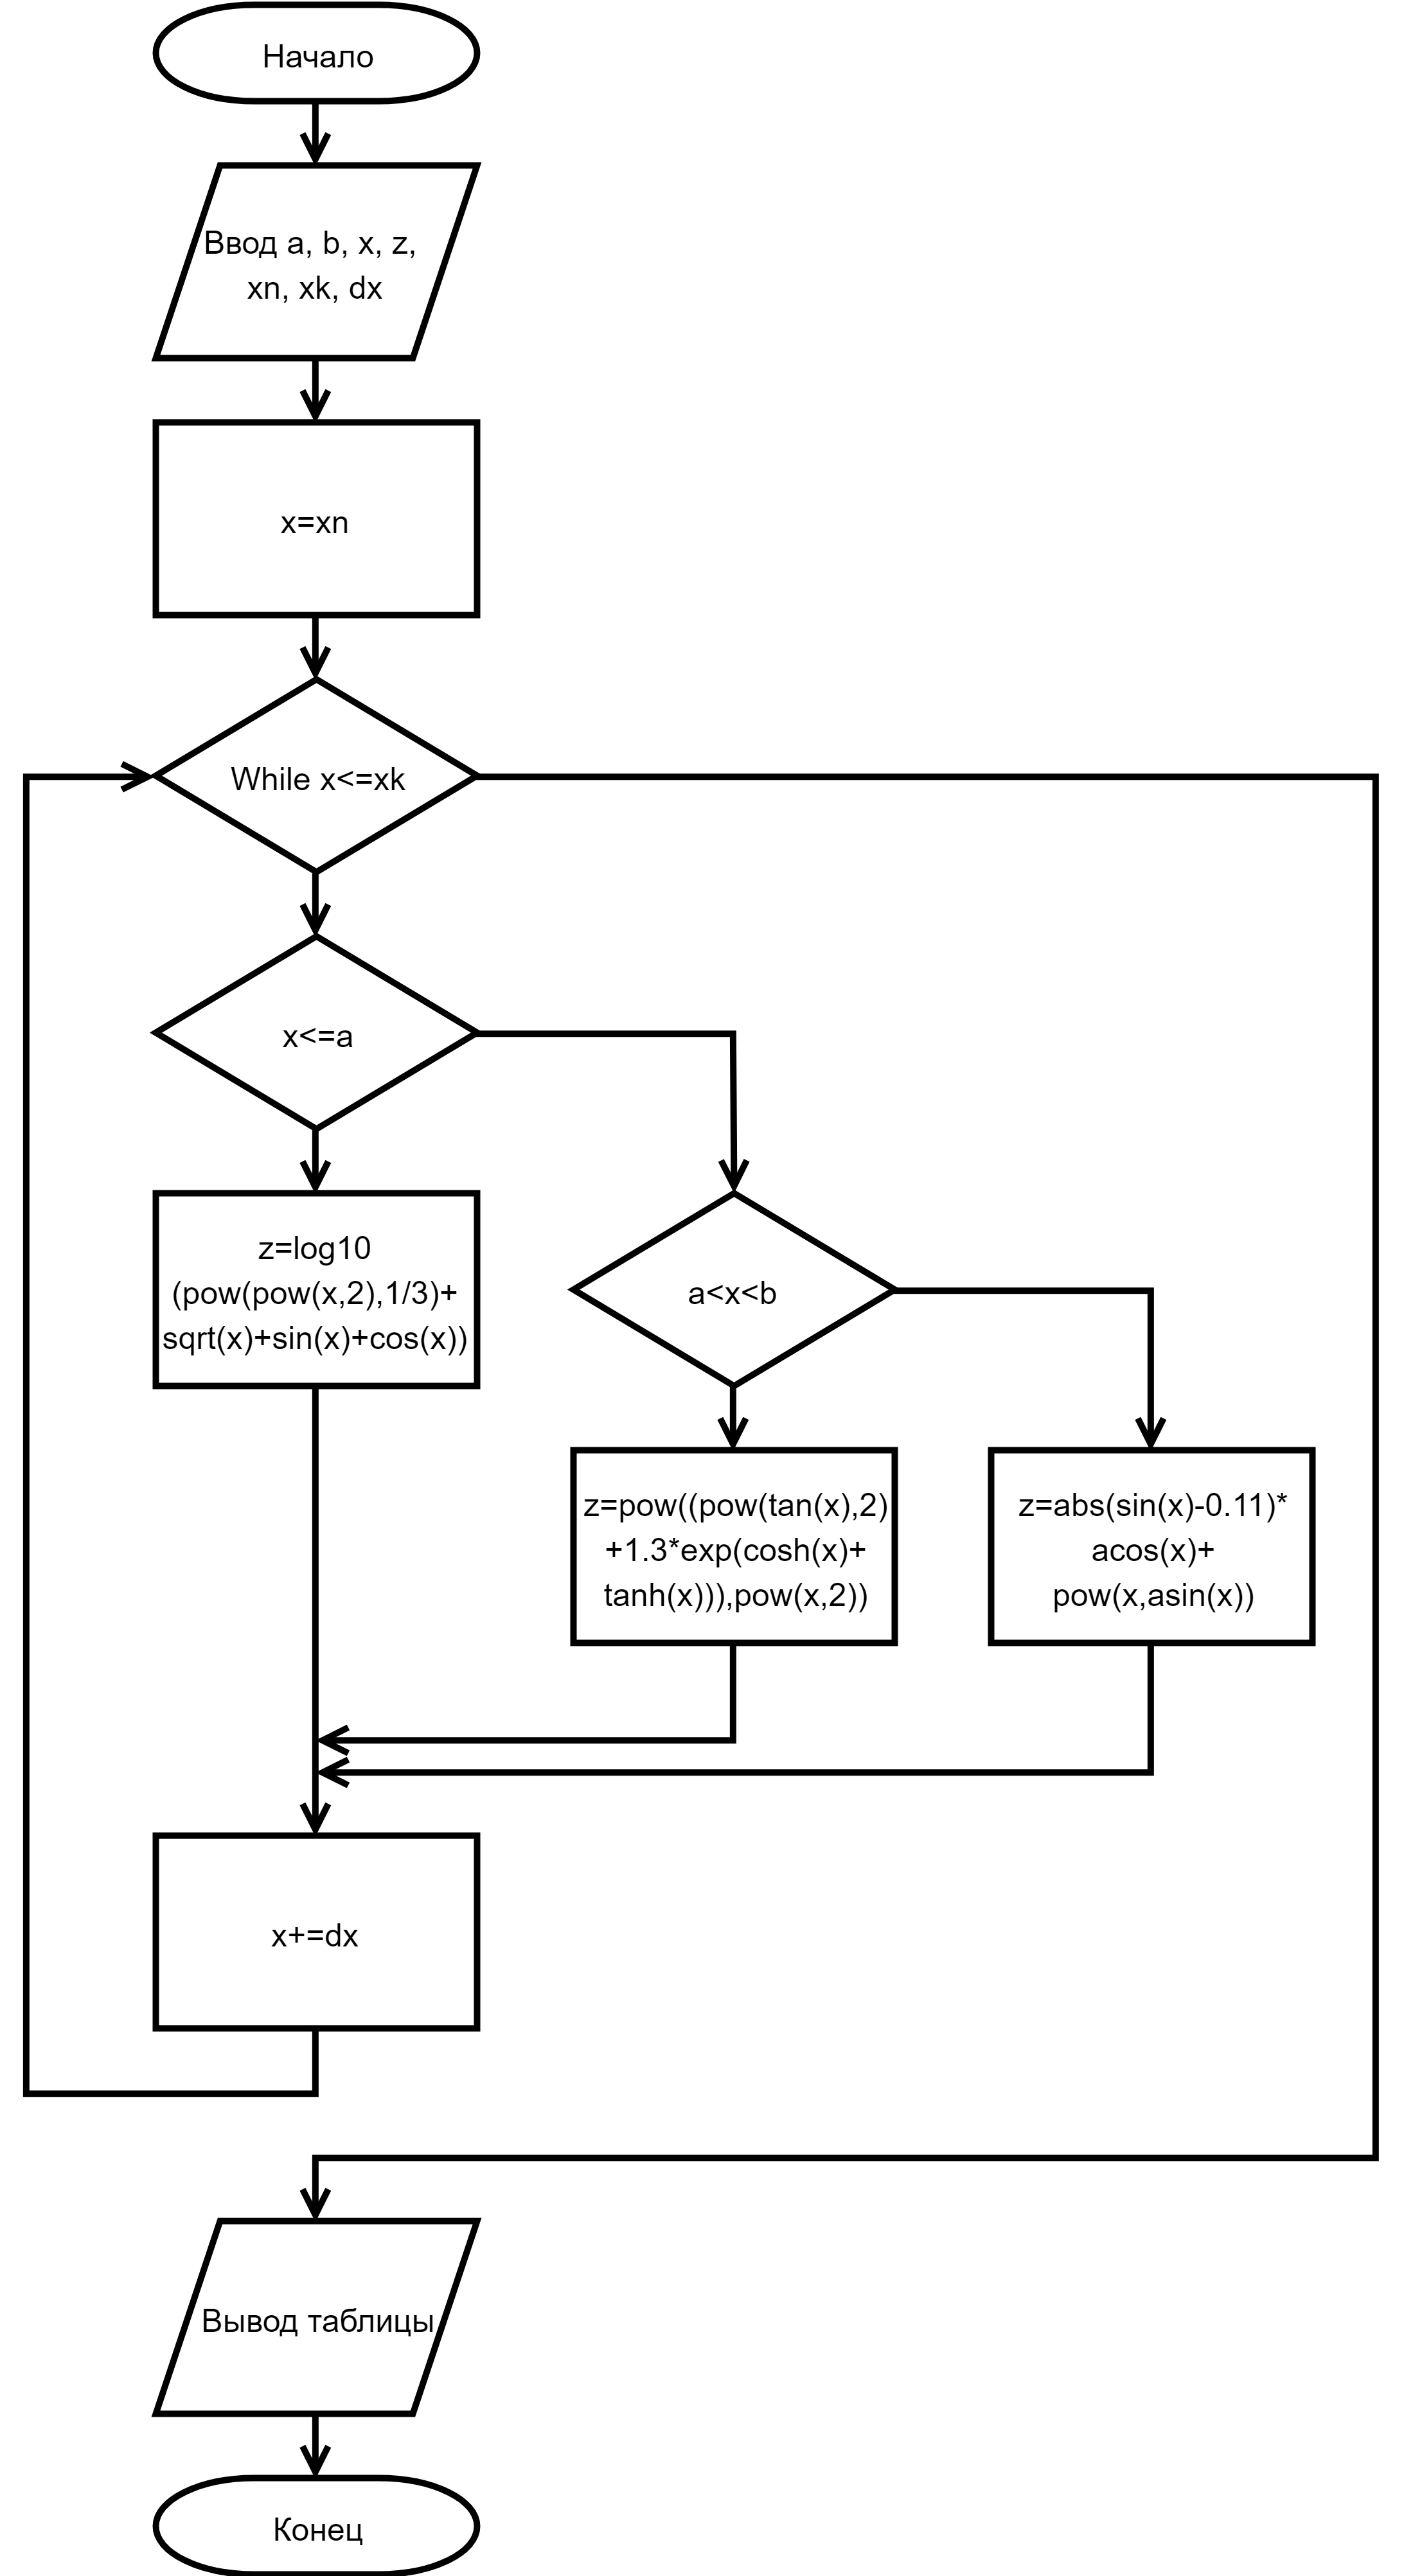 Начало
Ввод a, b, x, z,
xn, xk, dx
x=xn
While x<=xk
x<=a
z=log10
(pow(pow(x,2),1/3)+
sqrt(x)+sin(x)+cos(x))
a<x<b
z=pow((pow(tan(x),2)
+1.3*exp(cosh(x)+
tanh(x))),pow(x,2))
z=abs(sin(x)-0.11)*
acos(x)+
pow(x,asin(x))
x+=dx
Вывод таблицы
Конец